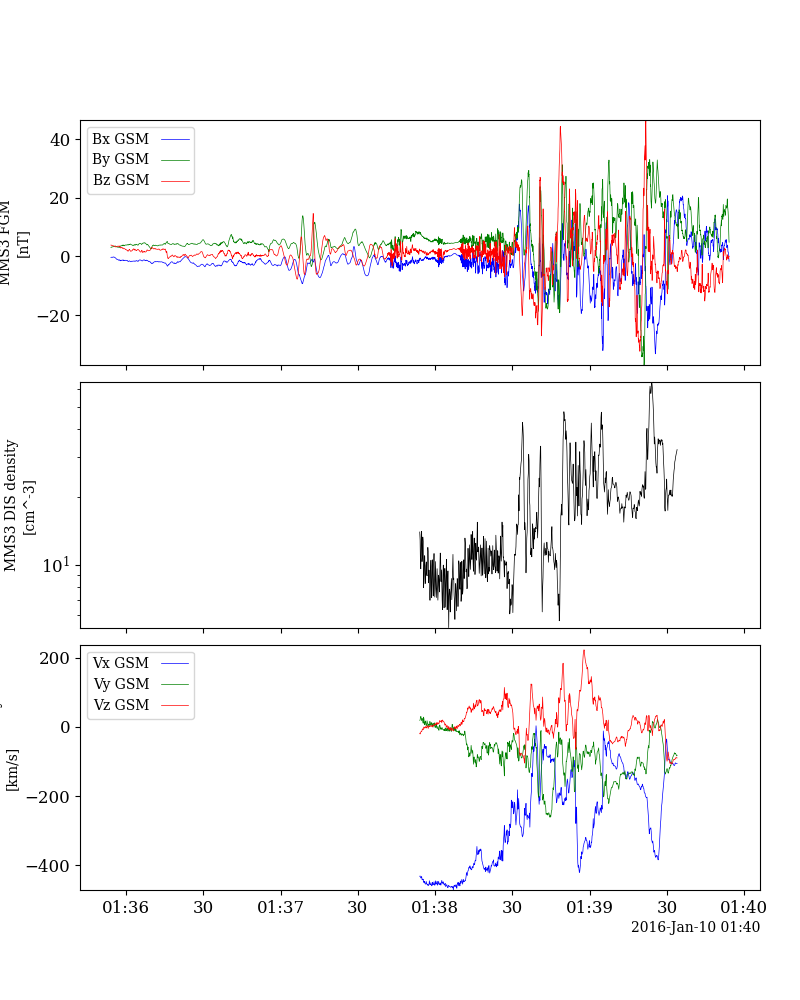 MMS3 FGM
[nT]
40
20
0
−20
Bx GSM
By GSM
Bz GSM
MMS3 DIS density
[cm^-3]
10^1
[km/s]
200
0
−200
−400
Vx GSM
Vy GSM
Vz GSM
01:36 30 01:37 30 01:38 30 01:39 30 01:40
2016-Jan-10 01:40